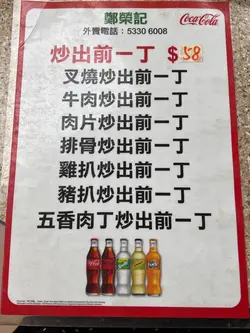 鄭榮記
Coca-Cola
外賣電話：5330 6008
炒出前一丁 $58
叉燒炒出前一丁
牛肉炒出前一丁
肉片炒出前一丁
排骨炒出前一丁
雞扒炒出前一丁
豬扒炒出前一丁
五香肉丁炒出前一丁